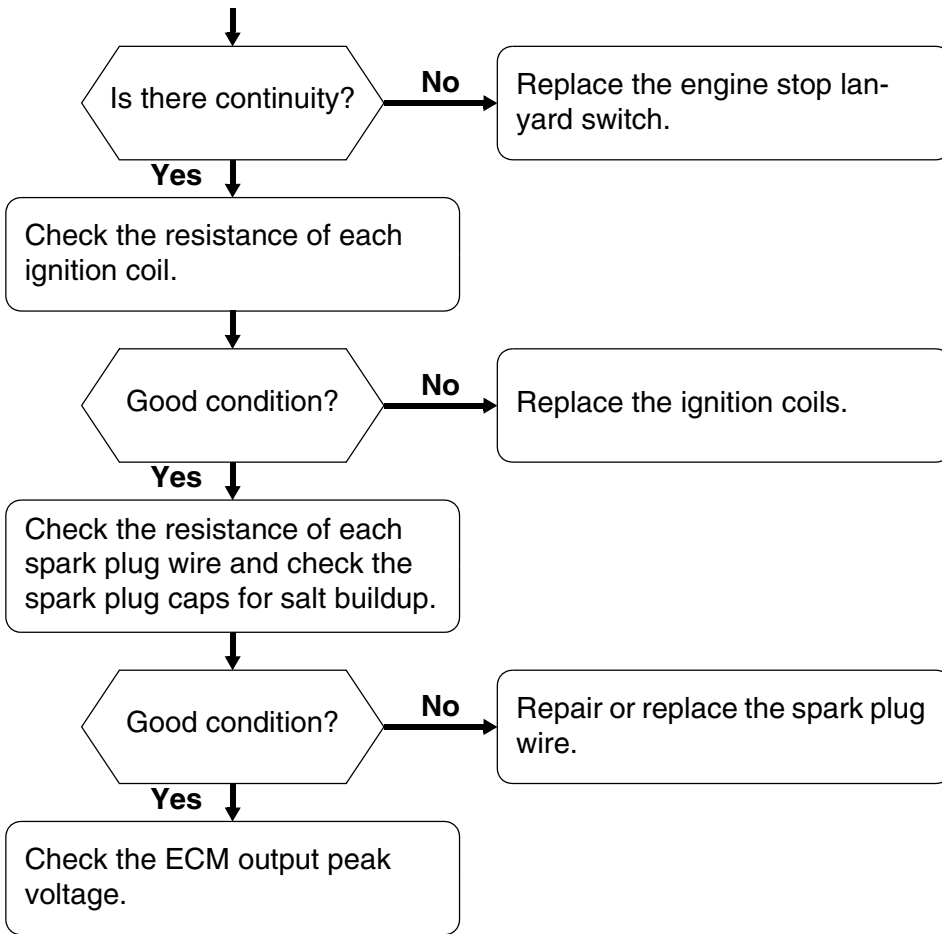 Is there continuity?
No
Replace the engine stop lan-
yard switch.
Yes
Check the resistance of each
ignition coil.
Good condition?
No
Replace the ignition coils.
Yes
Check the resistance of each
spark plug wire and check the
spark plug caps for salt buildup.
Good condition?
No
Repair or replace the spark plug
wire.
Yes
Check the ECM output peak
voltage.